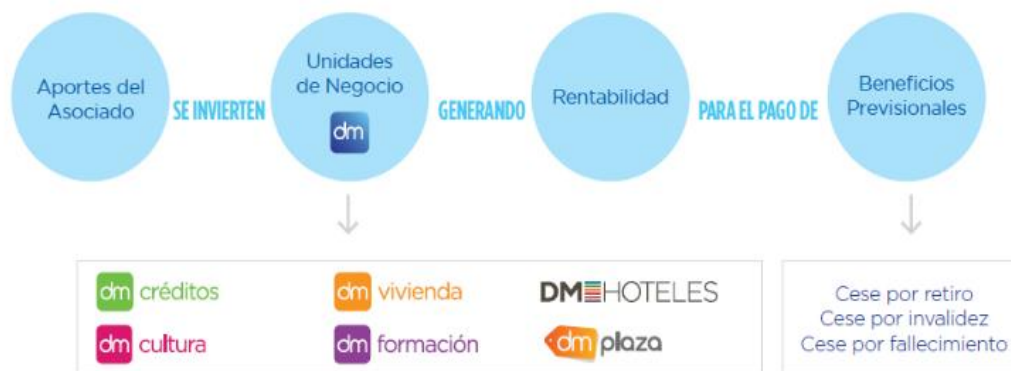 Aportes del
Asociado
SE INVIERTEN
Unidades
de Negocio
dm
GENERANDO
Rentabilidad
PARA EL PAGO DE
Beneficios
Previsionales
dm créditos
dm vivienda
DM HOTELES
dm cultura
dm formación
dm plaza
Cese por retiro
Cese por invalidez
Cese por fallecimiento